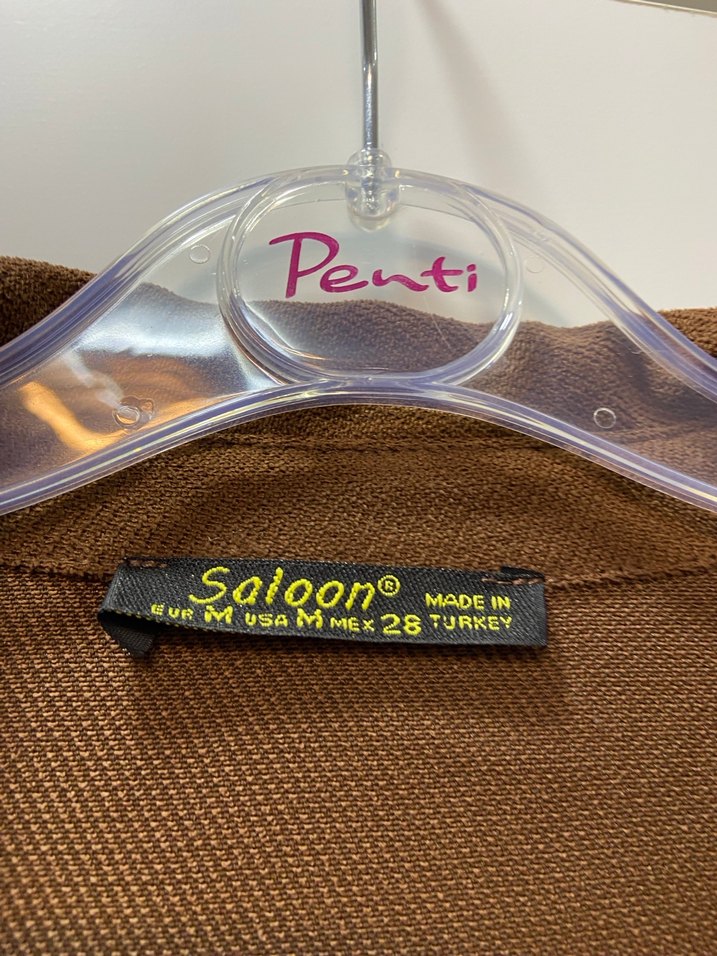 Penti
Saloon®
EUR M USA M MEX 28
MADE IN
TURKEY